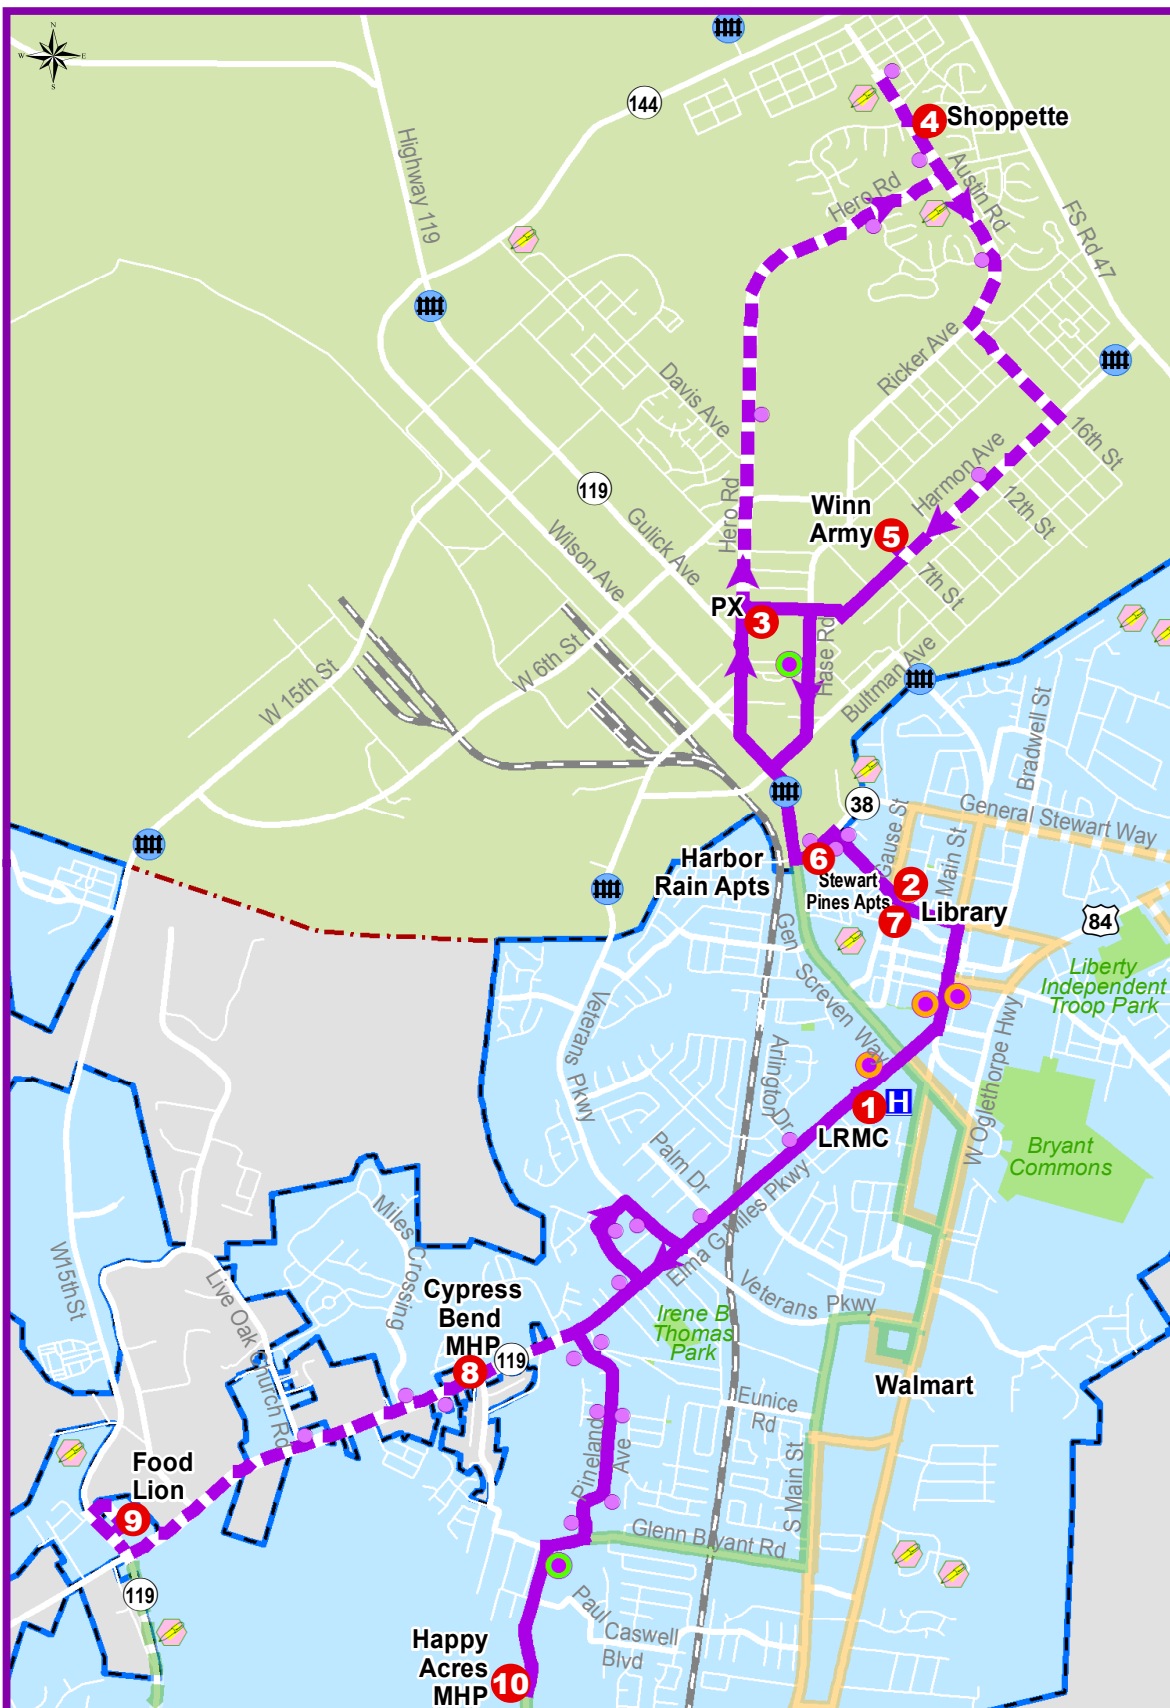 N
W
E
S
144
4 Shoppette
Highway 119
Hero Rd
Austin Rd
FS Rd 47
Ricker Ave
Davis Ave
16th St
Harmon Ave
12th St
119
Hero Rd
Winn
Army 5
Gulick Ave
Wilson Ave
7th St
PX
3
Hase Rd
W 6th St
W 15th St
Bultman Ave
Bradwell St
38
General Stewart Way
Gause St
Main St
Harbor
Rain Apts
6
Stewart
Pines Apts
2
7
Library
84
Gen Screven Way
Liberty
Independent
Troop Park
Veterans Pkwy
Arlington Dr
W Oglethorpe Hwy
1 H
LRMC
Bryant
Commons
Palm Dr
Elma G Miles Pkwy
Miles Crossing
W15th St
Live Oak Church Rd
Cypress
Bend
MHP
8
119
Veterans Pkwy
Irene B
Thomas
Park
Walmart
Eunice
Rd
Pineland
Ave
S Main St
Food
Lion
9
Glenn Bryant Rd
119
Paul Caswell
Blvd
Happy
Acres
MHP
10